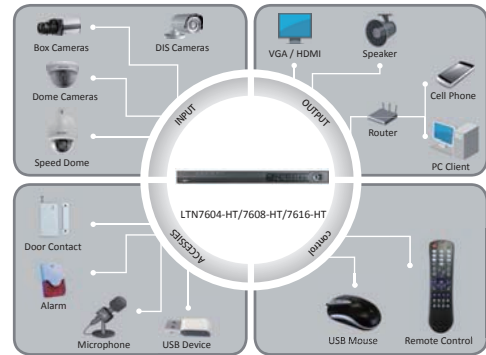 Box Cameras
DIS Cameras
Dome Cameras
Speed Dome
INPUT
VGA / HDMI
Speaker
Cell Phone
Router
PC Client
OUTPUT
LTN7604-HT/7608-HT/7616-HT
ACCESSIES
Door Contact
Alarm
Microphone
USB Device
control
USB Mouse
Remote Control